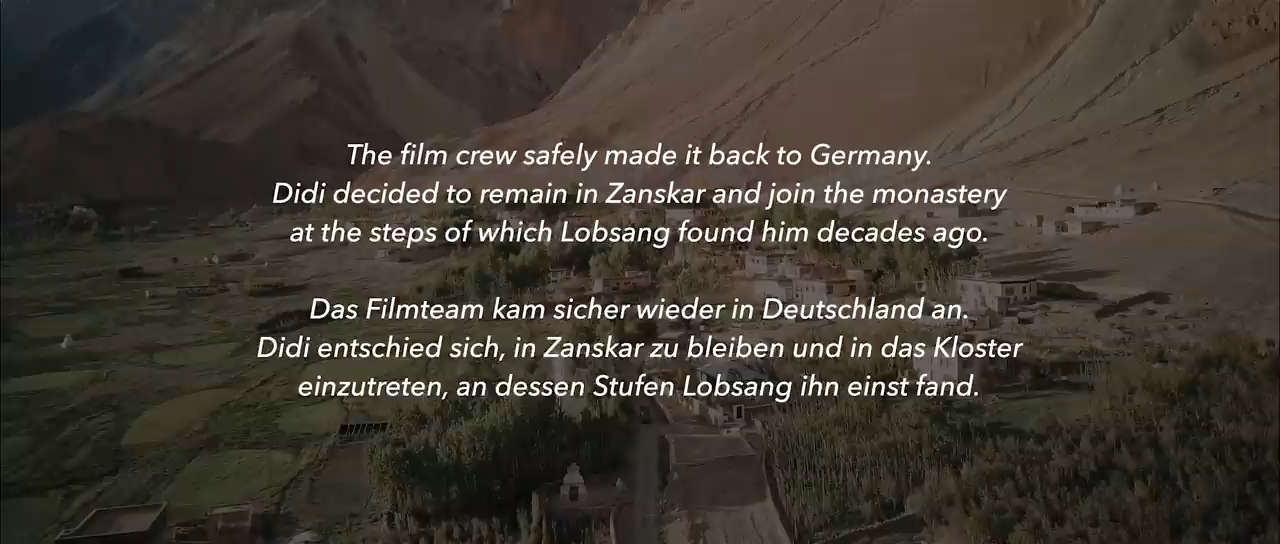 The film crew safely made it back to Germany.
Didi decided to remain in Zanskar and join the monastery
at the steps of which Lobsang found him decades ago.
Das Filmteam kam sicher wieder in Deutschland an.
Didi entschied sich, in Zanskar zu bleiben und in das Kloster
einzutreten, an dessen Stufen Lobsang ihn einst fand.